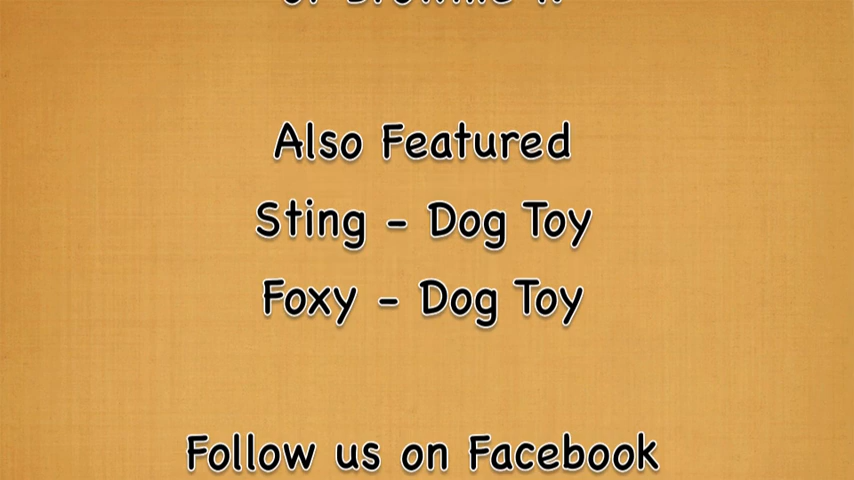 Also Featured
Sting - Dog Toy
Foxy - Dog Toy
Follow us on Facebook